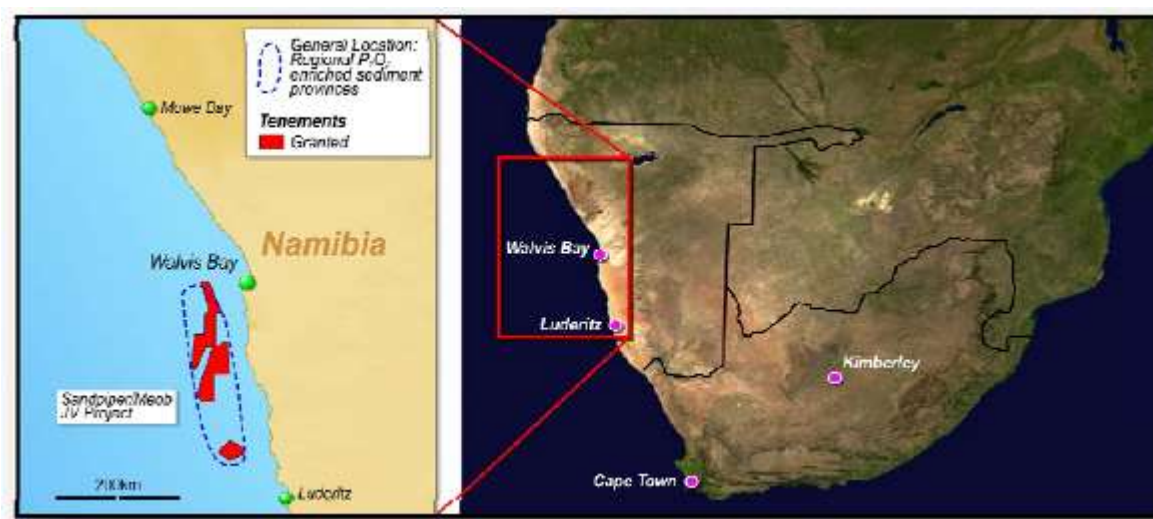 General Location:
Regional P₂O₅
enriched sediment
provinces
Tenements
Granted
Mowe Bay
Namibia
Walvis Bay
Sandpiper/Meob
JV Project
200km
Luderitz
Walvis Bay
Luderitz
Kimberley
Cape Town